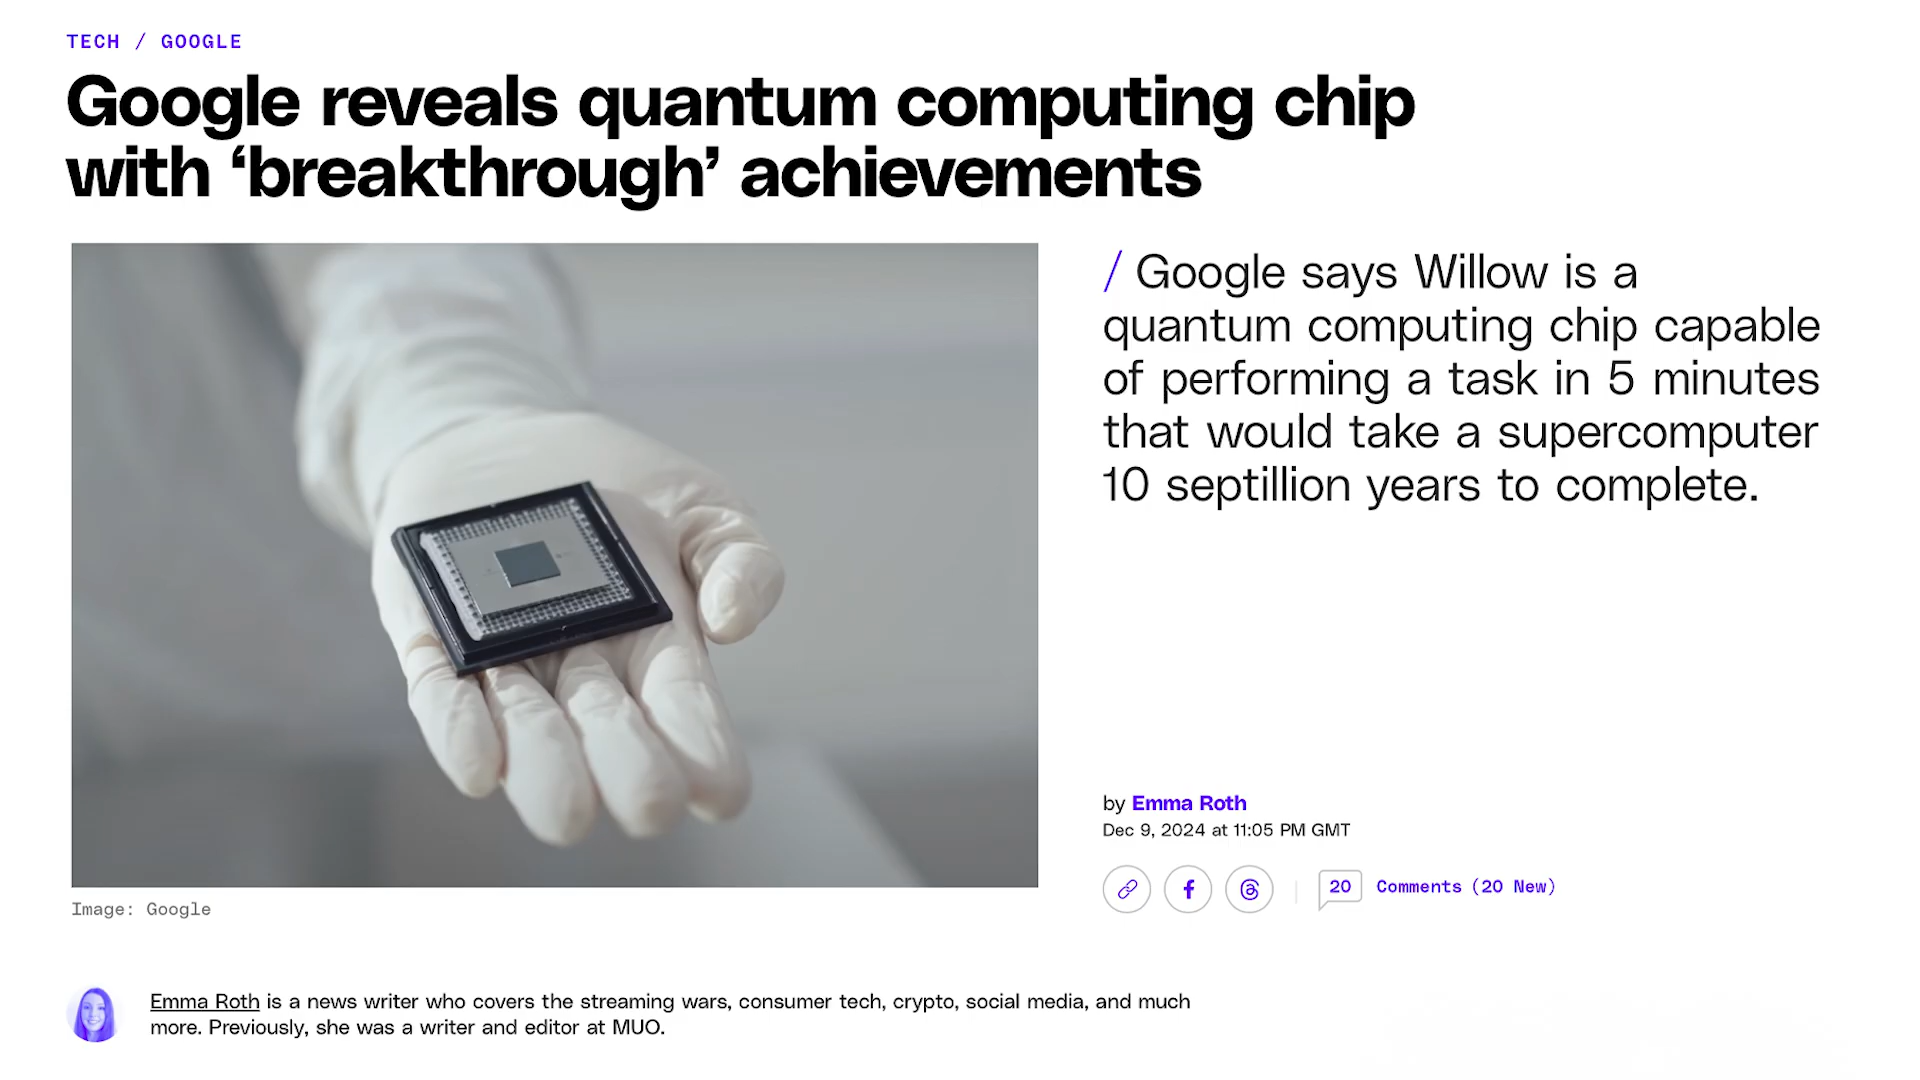 TECH / GOOGLE
Google reveals quantum computing chip
with ‘breakthrough’ achievements
/ Google says Willow is a
quantum computing chip capable
of performing a task in 5 minutes
that would take a supercomputer
10 septillion years to complete.
by Emma Roth
Dec 9, 2024 at 11:05 PM GMT
20 Comments (20 New)
Image: Google
Emma Roth is a news writer who covers the streaming wars, consumer tech, crypto, social media, and much
more. Previously, she was a writer and editor at MUO.